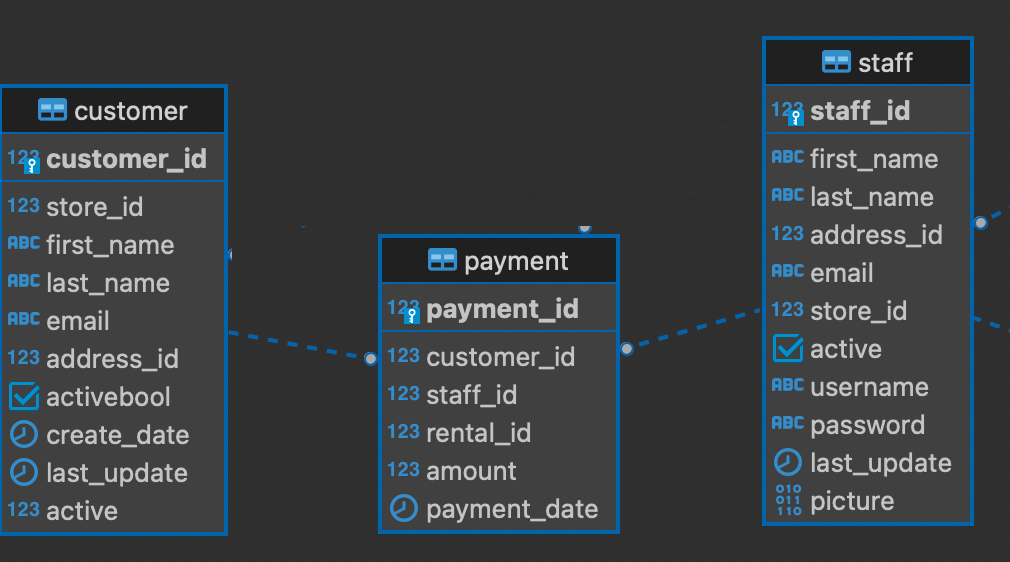 customer
123 customer_id
123 store_id
ABC first_name
ABC last_name
ABC email
123 address_id
activebool
create_date
last_update
123 active
payment
123 payment_id
123 customer_id
123 staff_id
123 rental_id
123 amount
payment_date
staff
123 staff_id
ABC first_name
ABC last_name
123 address_id
ABC email
123 store_id
active
ABC username
ABC password
last_update
010
011
110 picture